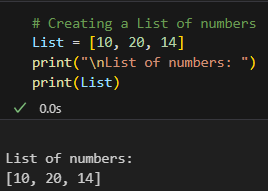 # Creating a List of numbers
List = [10, 20, 14]
print("\nList of numbers: ")
print(List)
0.0s
List of numbers:
[10, 20, 14]